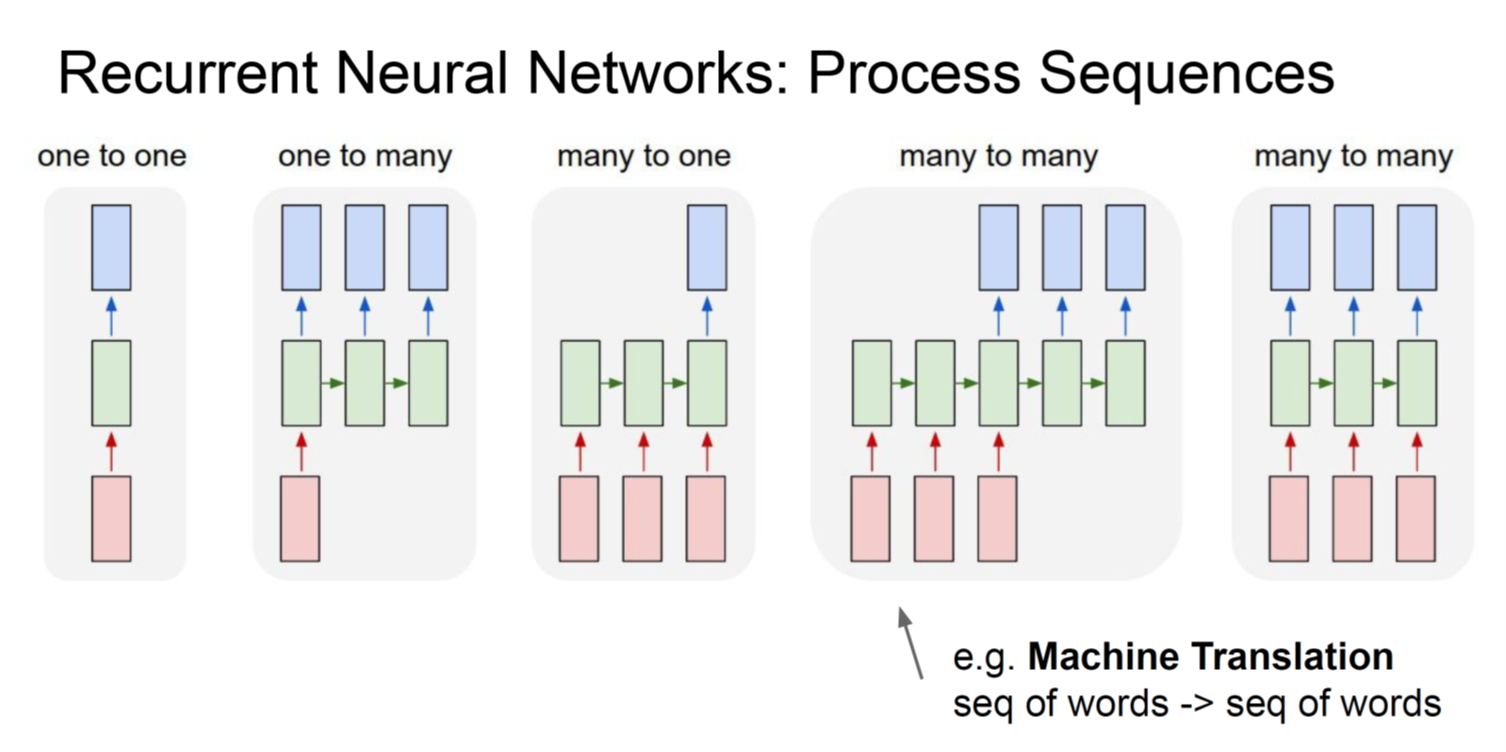 Recurrent Neural Networks: Process Sequences
one to one
one to many
many to one
many to many
many to many
e.g. Machine Translation
seq of words -> seq of words